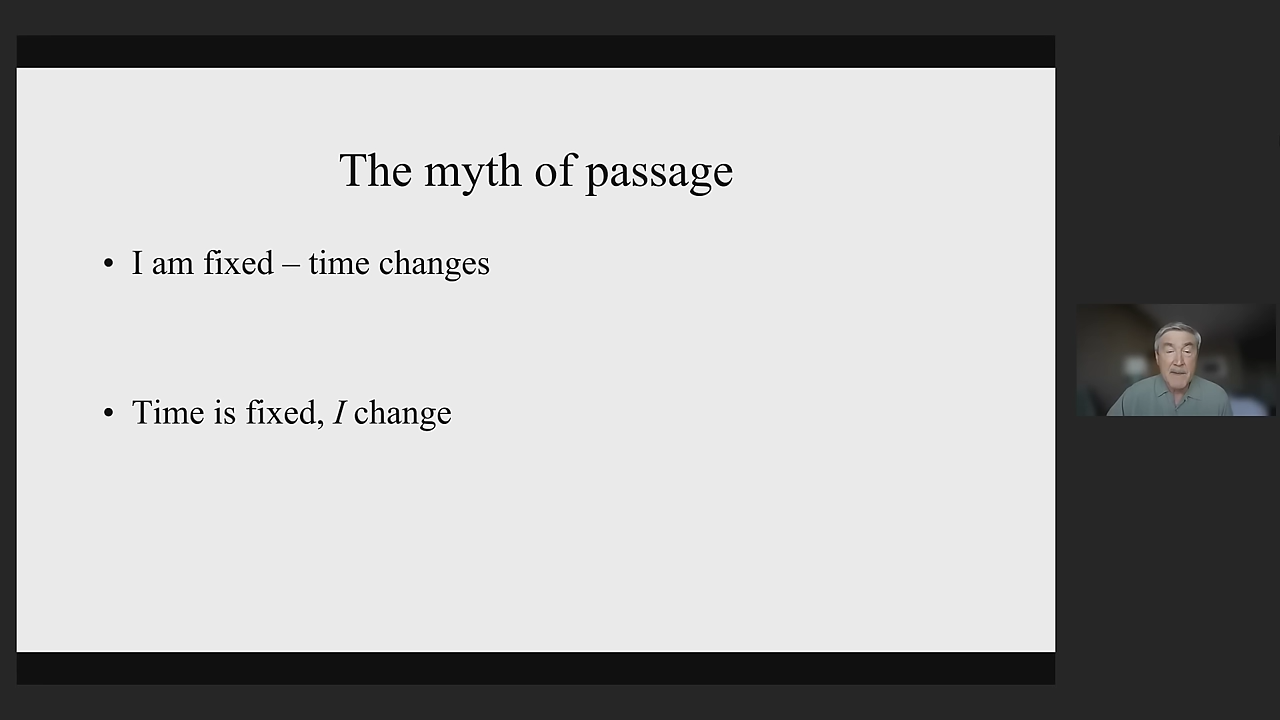 The myth of passage
• I am fixed – time changes
• Time is fixed, I change